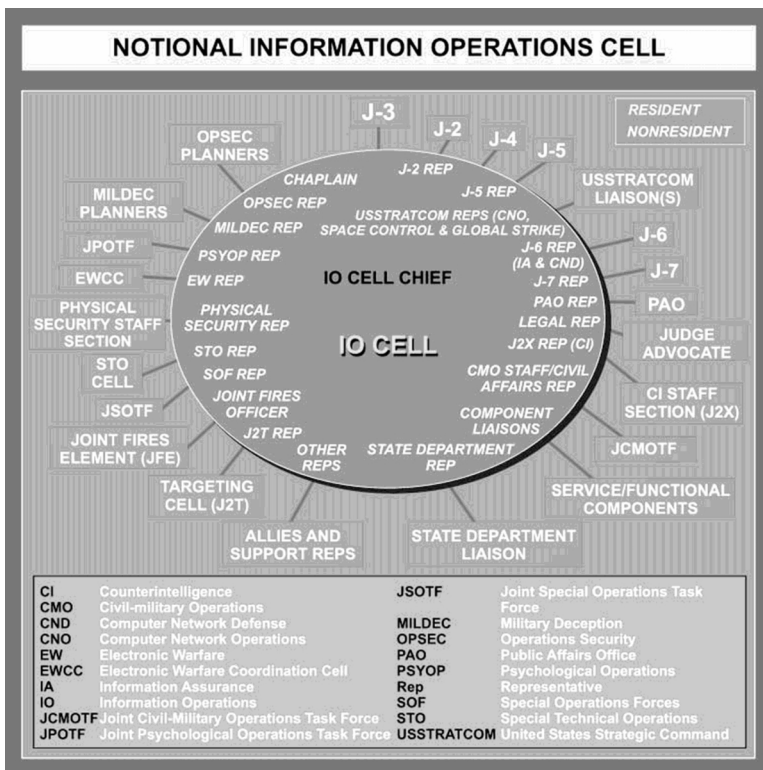 NOTIONAL INFORMATION OPERATIONS CELL
RESIDENT
NONRESIDENT
J-3
J-2
J-4
J-5
OPSEC
PLANNERS
MILDEC
PLANNERS
JPOTF
EWCC
PHYSICAL
SECURITY STAFF
SECTION
STO
CELL
JSOTF
JOINT FIRES
ELEMENT (JFE)
TARGETING
CELL (J2T)
ALLIES AND
SUPPORT REPS
STATE DEPARTMENT
LIAISON
SERVICE/FUNCTIONAL
COMPONENTS
JCMOTF
CI STAFF
SECTION (J2X)
JUDGE
ADVOCATE
PAO
J-7
J-6
USSTRATCOM
LIAISON(S)
CHAPLAIN
OPSEC REP
MILDEC REP
PSYOP REP
EW REP
PHYSICAL
SECURITY REP
STO REP
SOF REP
JOINT FIRES
OFFICER
J2T REP
OTHER
REPS
STATE DEPARTMENT
REP
COMPONENT
LIAISONS
CMO STAFF/CIVIL
AFFAIRS REP
J2X REP (CI)
LEGAL REP
PAO REP
J-7 REP
J-6 REP
(IA & CND)
USSTRATCOM REPS (CNO,
SPACE CONTROL & GLOBAL STRIKE)
J-5 REP
J-2 REP
IO CELL CHIEF
IO CELL
CI Counterintelligence
CMO Civil-military Operations
CND Computer Network Defense
CNO Computer Network Operations
EW Electronic Warfare
EWCC Electronic Warfare Coordination Cell
IA Information Assurance
IO Information Operations
JCMOTF Joint Civil-Military Operations Task Force
JPOTF Joint Psychological Operations Task Force
JSOTF Joint Special Operations Task
Force
MILDEC Military Deception
OPSEC Operations Security
PAO Public Affairs Office
PSYOP Psychological Operations
Rep Representative
SOF Special Operations Forces
STO Special Technical Operations
USSTRATCOM United States Strategic Command